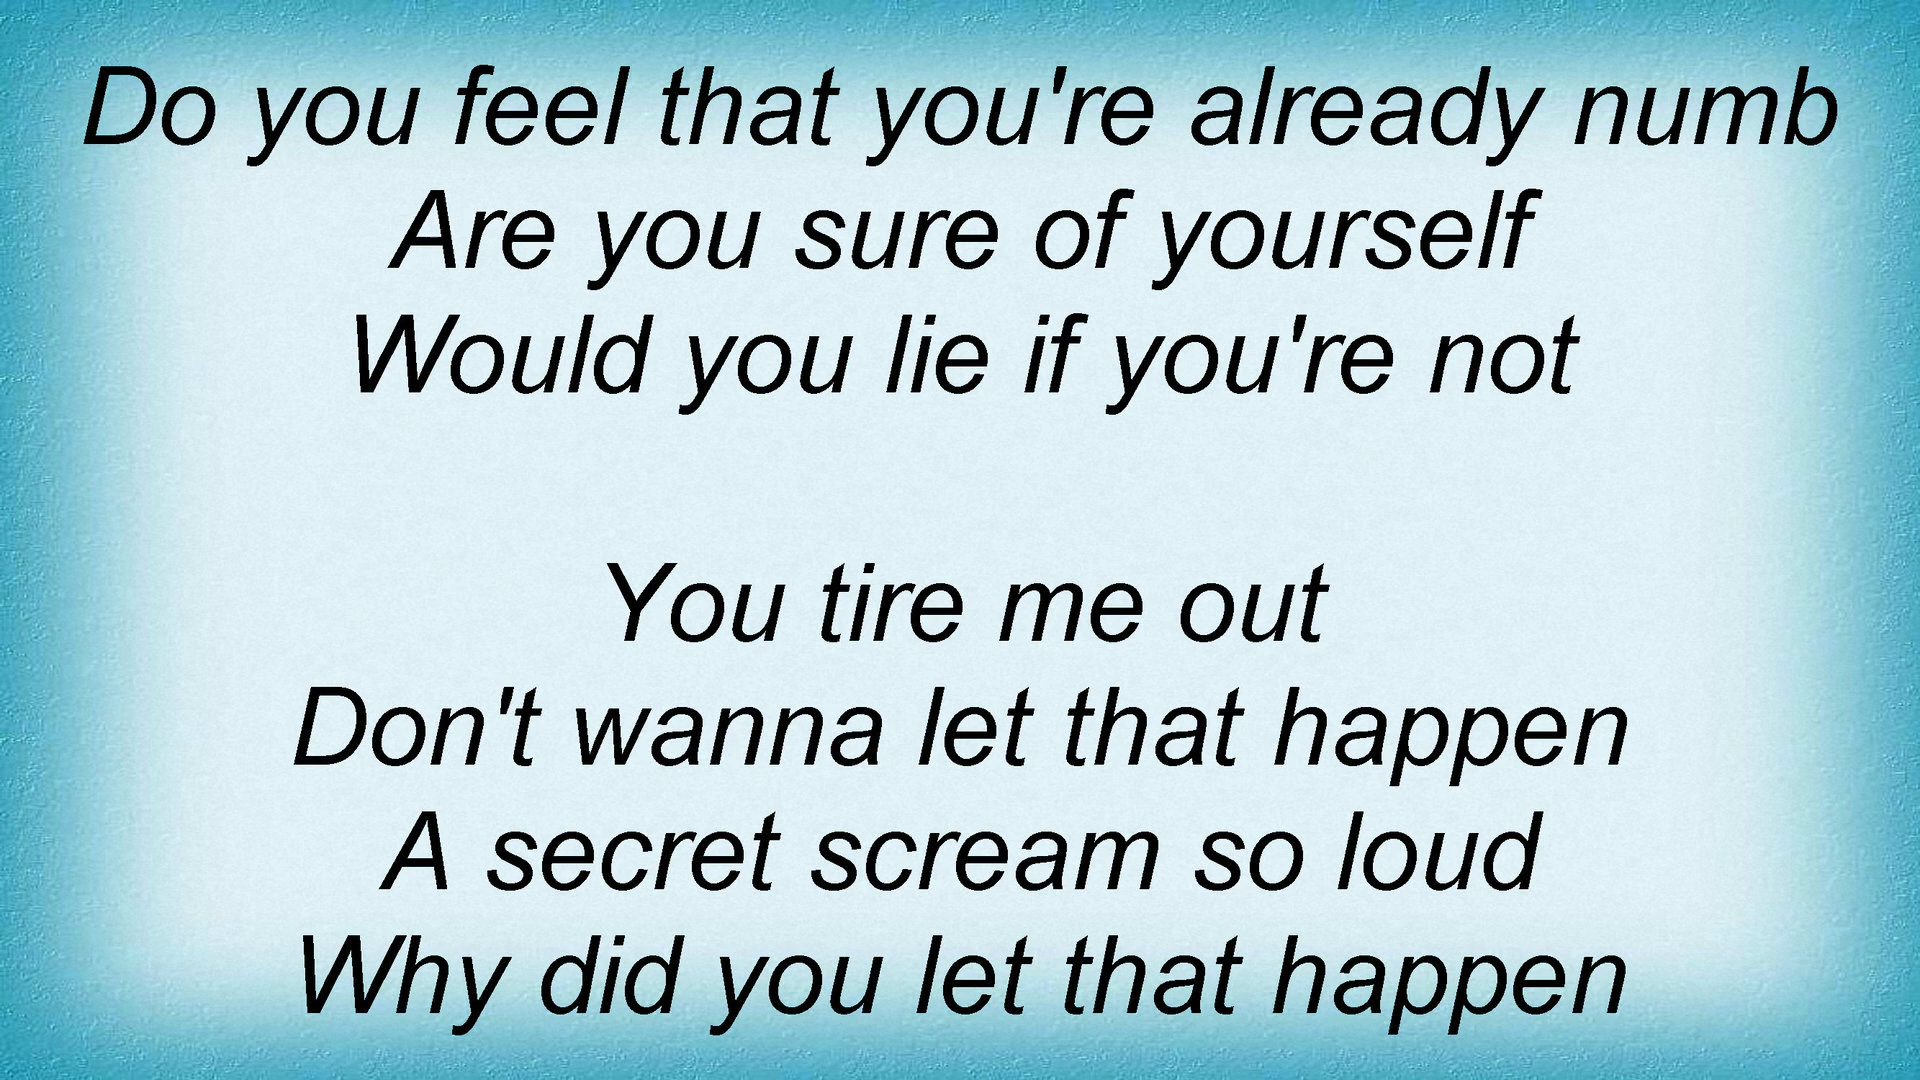 Do you feel that you're already numb
Are you sure of yourself
Would you lie if you're not
You tire me out
Don't wanna let that happen
A secret scream so loud
Why did you let that happen